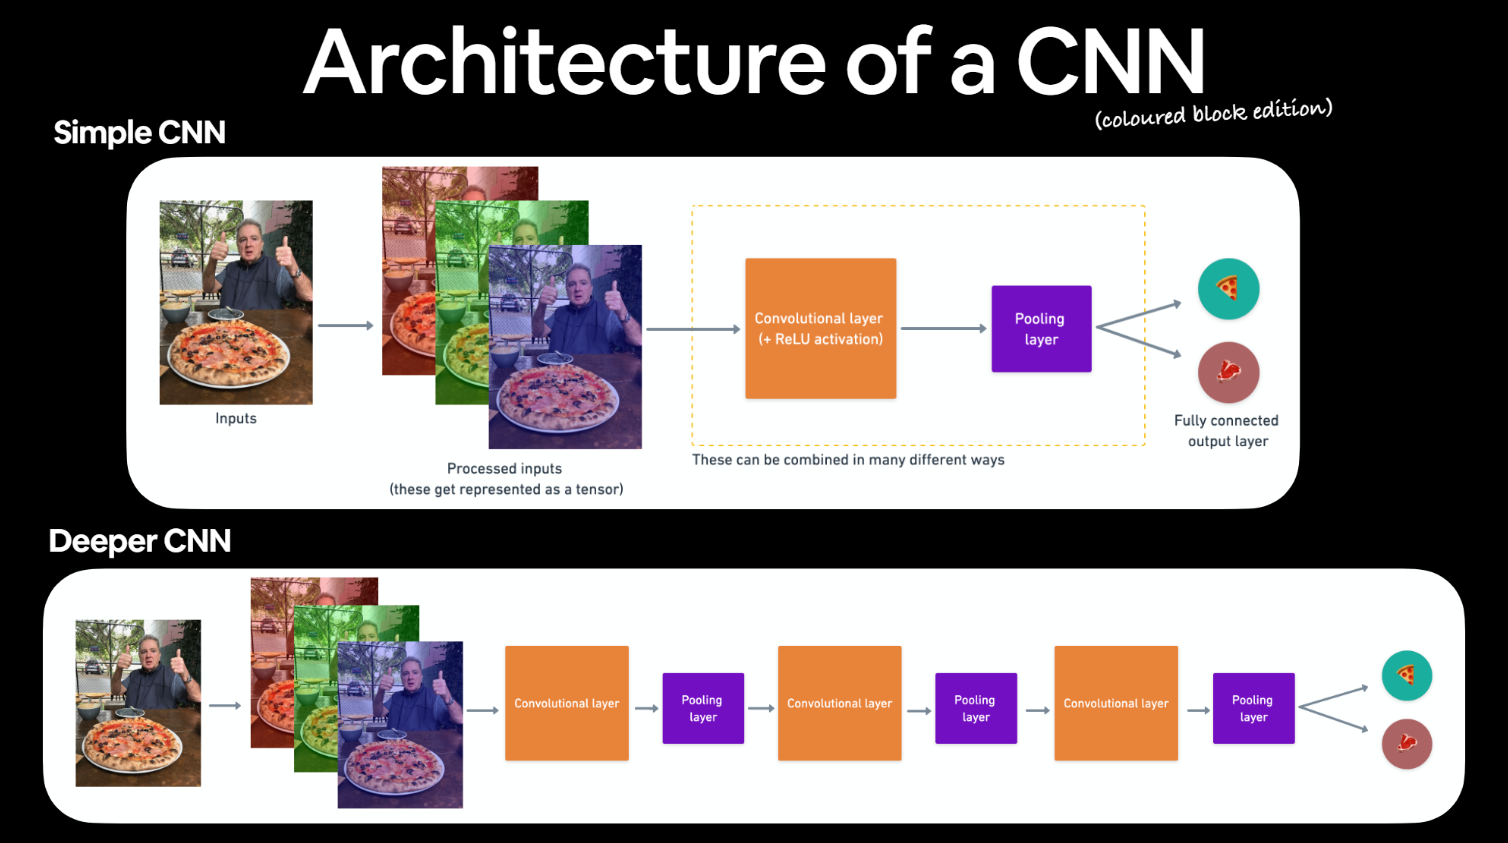 Architecture of a CNN
(coloured block edition)
Simple CNN
Inputs
Processed inputs
(these get represented as a tensor)
Convolutional layer
(+ ReLU activation)
Pooling
layer
These can be combined in many different ways
Fully connected
output layer
Deeper CNN
Convolutional layer
Pooling
layer
Convolutional layer
Pooling
layer
Convolutional layer
Pooling
layer